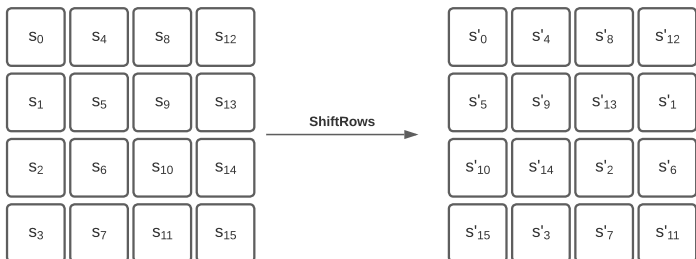 s₀ s₄ s₈ s₁₂ s'₀ s'₄ s'₈ s'₁₂
s₁ s₅ s₉ s₁₃ ShiftRows s'₅ s'₉ s'₁₃ s'₁
s₂ s₆ s₁₀ s₁₄ s'₁₀ s'₁₄ s'₂ s'₆
s₃ s₇ s₁₁ s₁₅ s'₁₅ s'₃ s'₇ s'₁₁